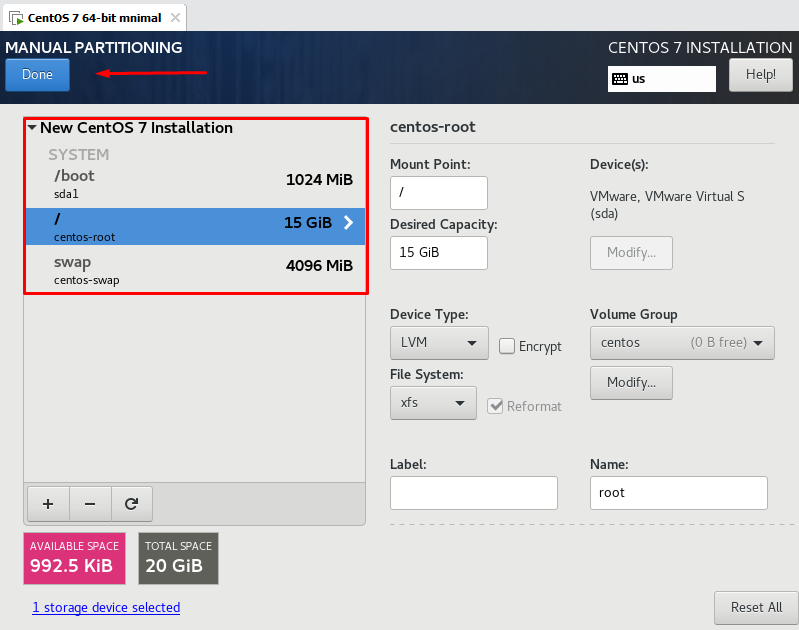 CentOS 7 64-bit mnimal
MANUAL PARTITIONING
CENTOS 7 INSTALLATION
Done
us
Help!
New CentOS 7 Installation
SYSTEM
/boot
1024 MiB
sda1
/
15 GiB
centos-root
swap
4096 MiB
centos-swap
AVAILABLE SPACE
992.5 KiB
TOTAL SPACE
20 GiB
1 storage device selected
centos-root
Mount Point:
/
Desired Capacity:
15 GiB
Device(s):
VMware, VMware Virtual S
(sda)
Modify...
Device Type:
LVM
Encrypt
Volume Group
centos (0 B free)
File System:
xfs
Reformat
Modify...
Label:
Name:
root
Reset All